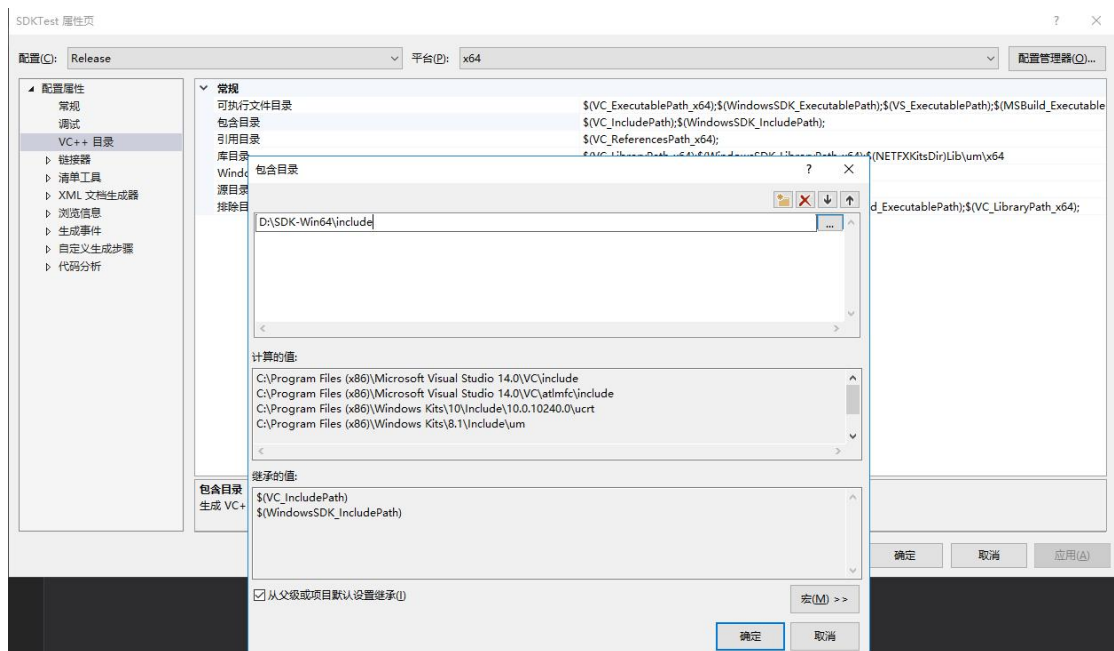 SDKTest 属性页
? ×
配置(C): Release 平台(P): x64 配置管理器(O)...
配置属性
常规
调试
VC++ 目录
链接器
清单工具
XML 文档生成器
浏览信息
生成事件
自定义生成步骤
代码分析
常规
可执行文件目录 $(VC_ExecutablePath_x64);$(WindowsSDK_ExecutablePath);$(VS_ExecutablePath);$(MSBuild_Executable
包含目录 $(VC_IncludePath);$(WindowsSDK_IncludePath);
引用目录 $(VC_ReferencesPath_x64);
库目录 $(VC_LibraryPath_x64);$(WindowsSDK_LibraryPath_x64);$(NETFXKitsDir)Lib\um\x64
Windo
源目录
排除目 d_ExecutablePath);$(VC_LibraryPath_x64);
包含目录
? ×
D:\SDK-Win64\include
...
计算的值:
C:\Program Files (x86)\Microsoft Visual Studio 14.0\VC\include
C:\Program Files (x86)\Microsoft Visual Studio 14.0\VC\atlmfc\include
C:\Program Files (x86)\Windows Kits\10\Include\10.0.10240.0\ucrt
C:\Program Files (x86)\Windows Kits\8.1\Include\um
继承的值:
$(VC_IncludePath)
$(WindowsSDK_IncludePath)
从父级或项目默认设置继承(I)
宏(M) >>
确定 取消
包含目录
生成 VC+
确定 取消 应用(A)